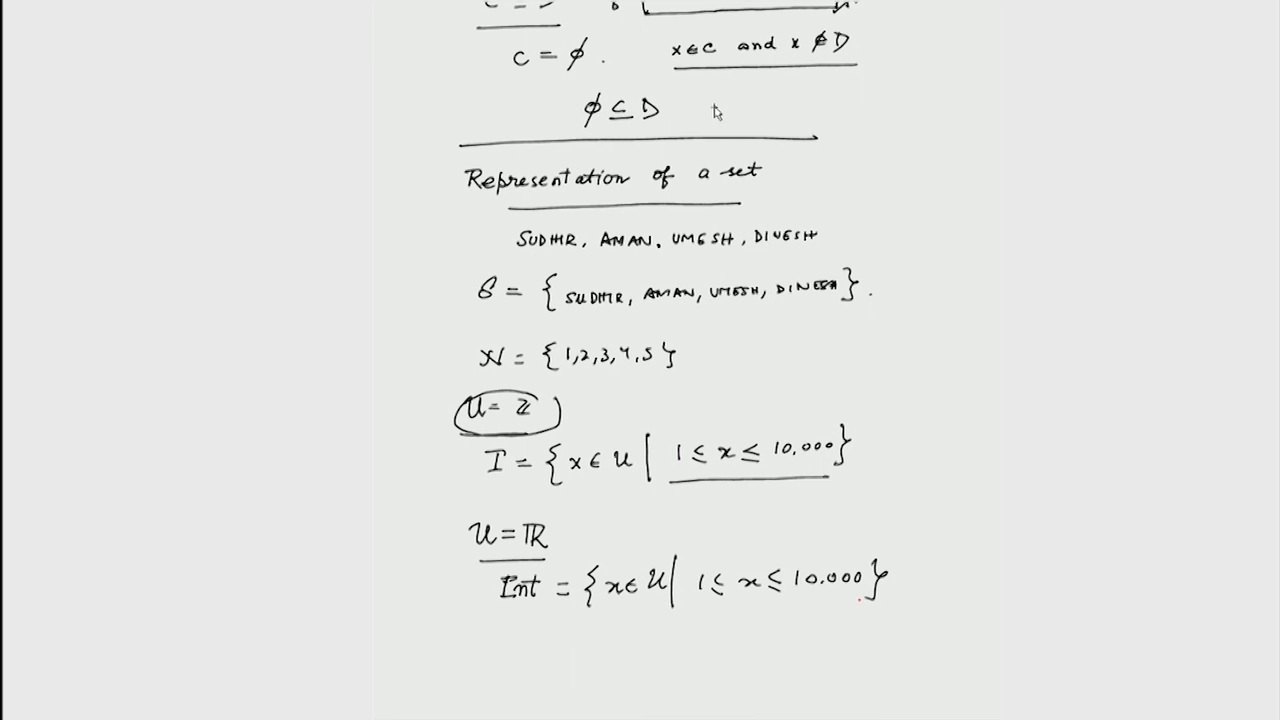 C = ϕ . x ∈ C and x ∉ D
ϕ ⊆ D
Representation of a set
SUDHIR, AMAN, UMESH, DINESH
S = { SUDHIR, AMAN, UMESH, DINESH } .
N = { 1,2,3,4,5 }
U = ℤ
I = { x ∈ U | 1 ≤ x ≤ 10,000 }
U = ℝ
Int = { x ∈ U | 1 ≤ x ≤ 10.000 }